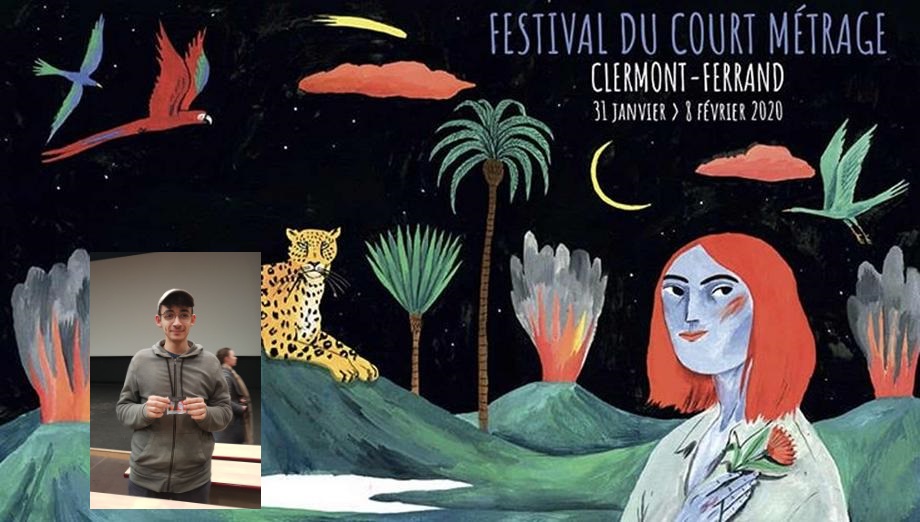 FESTIVAL DU COURT MÉTRAGE
CLERMONT-FERRAND
31 JANVIER > 8 FÉVRIER 2020